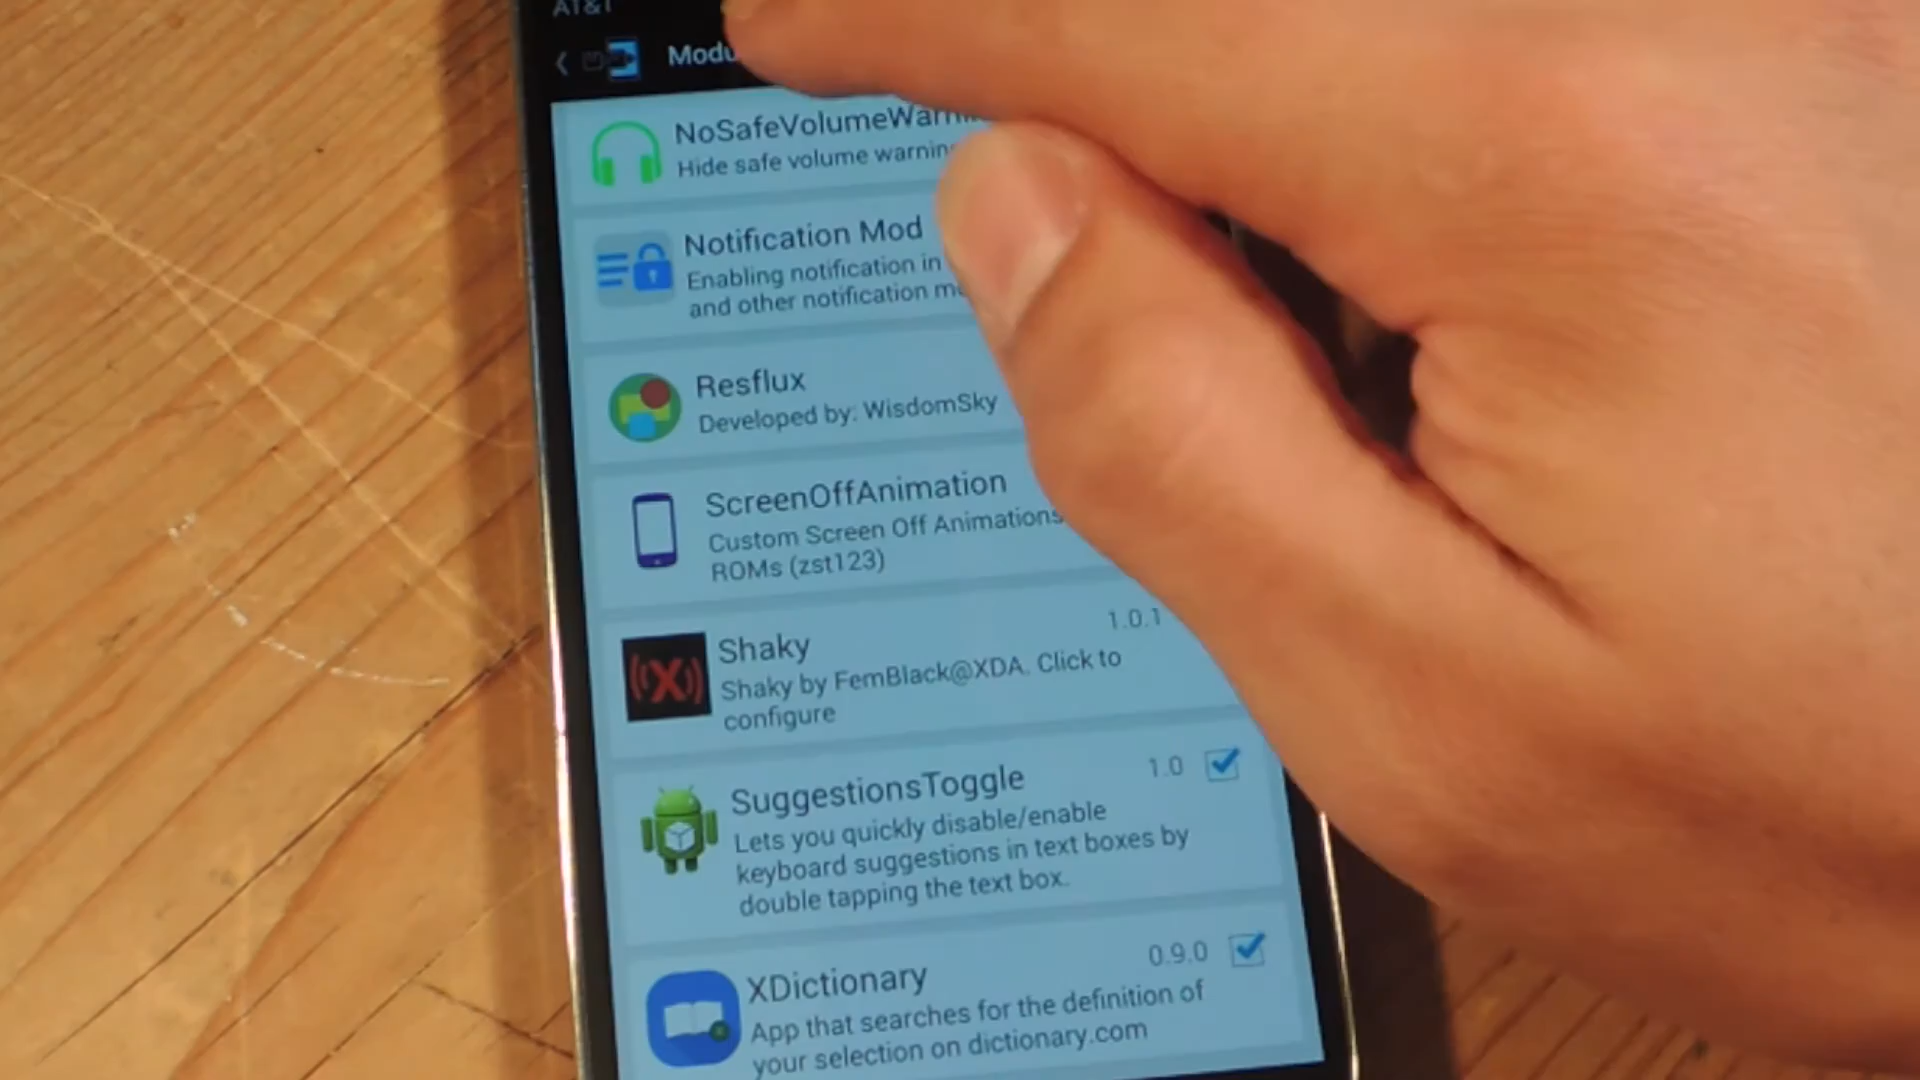 AT&T
NoSafeVolumeWarni...
Hide safe volume
Notification Mod
Enabling notification in
and other notification
Resflux
Developed by: WisdomSky
ScreenOffAnimation
Custom Screen Off Animations
ROMs (zst123)
Shaky 1.0.1
Shaky by FemBlack@XDA. Click to
configure
SuggestionsToggle 1.0
Lets you quickly disable/enable
keyboard suggestions in text boxes by
double tapping the text box.
XDictionary 0.9.0
App that searches for the definition of
your selection on dictionary.com